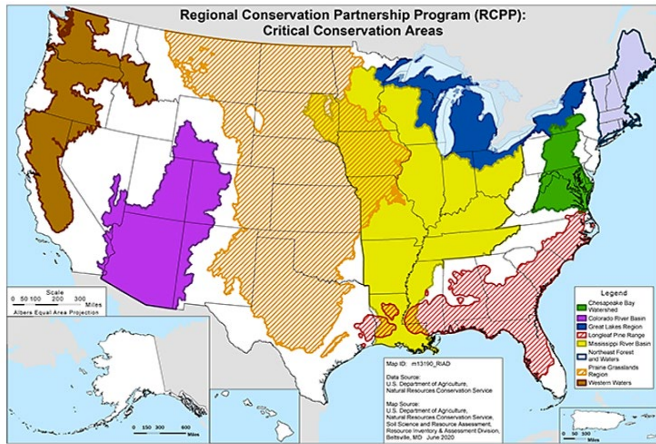 Regional Conservation Partnership Program (RCPP):
Critical Conservation Areas
Scale
0 50 100 200 300
Miles
Albers Equal Area Projection
0 150 300 600
Miles
Miles
Map ID: m13190_RIAD
Data Source:
U.S. Department of Agriculture,
Natural Resources Conservation Service
Map Source:
U.S. Department of Agriculture,
Natural Resources Conservation Service,
Soil Science and Resource Assessment,
Resource Inventory & Assessment Division,
Beltsville, MD June 2020
Legend
Chesapeake Bay
Watershed
Colorado River Basin
Great Lakes Region
Longleaf Pine Range
Mississippi River Basin
Northeast Forest
and Waters
Prairie Grasslands
Region
Western Waters
Miles